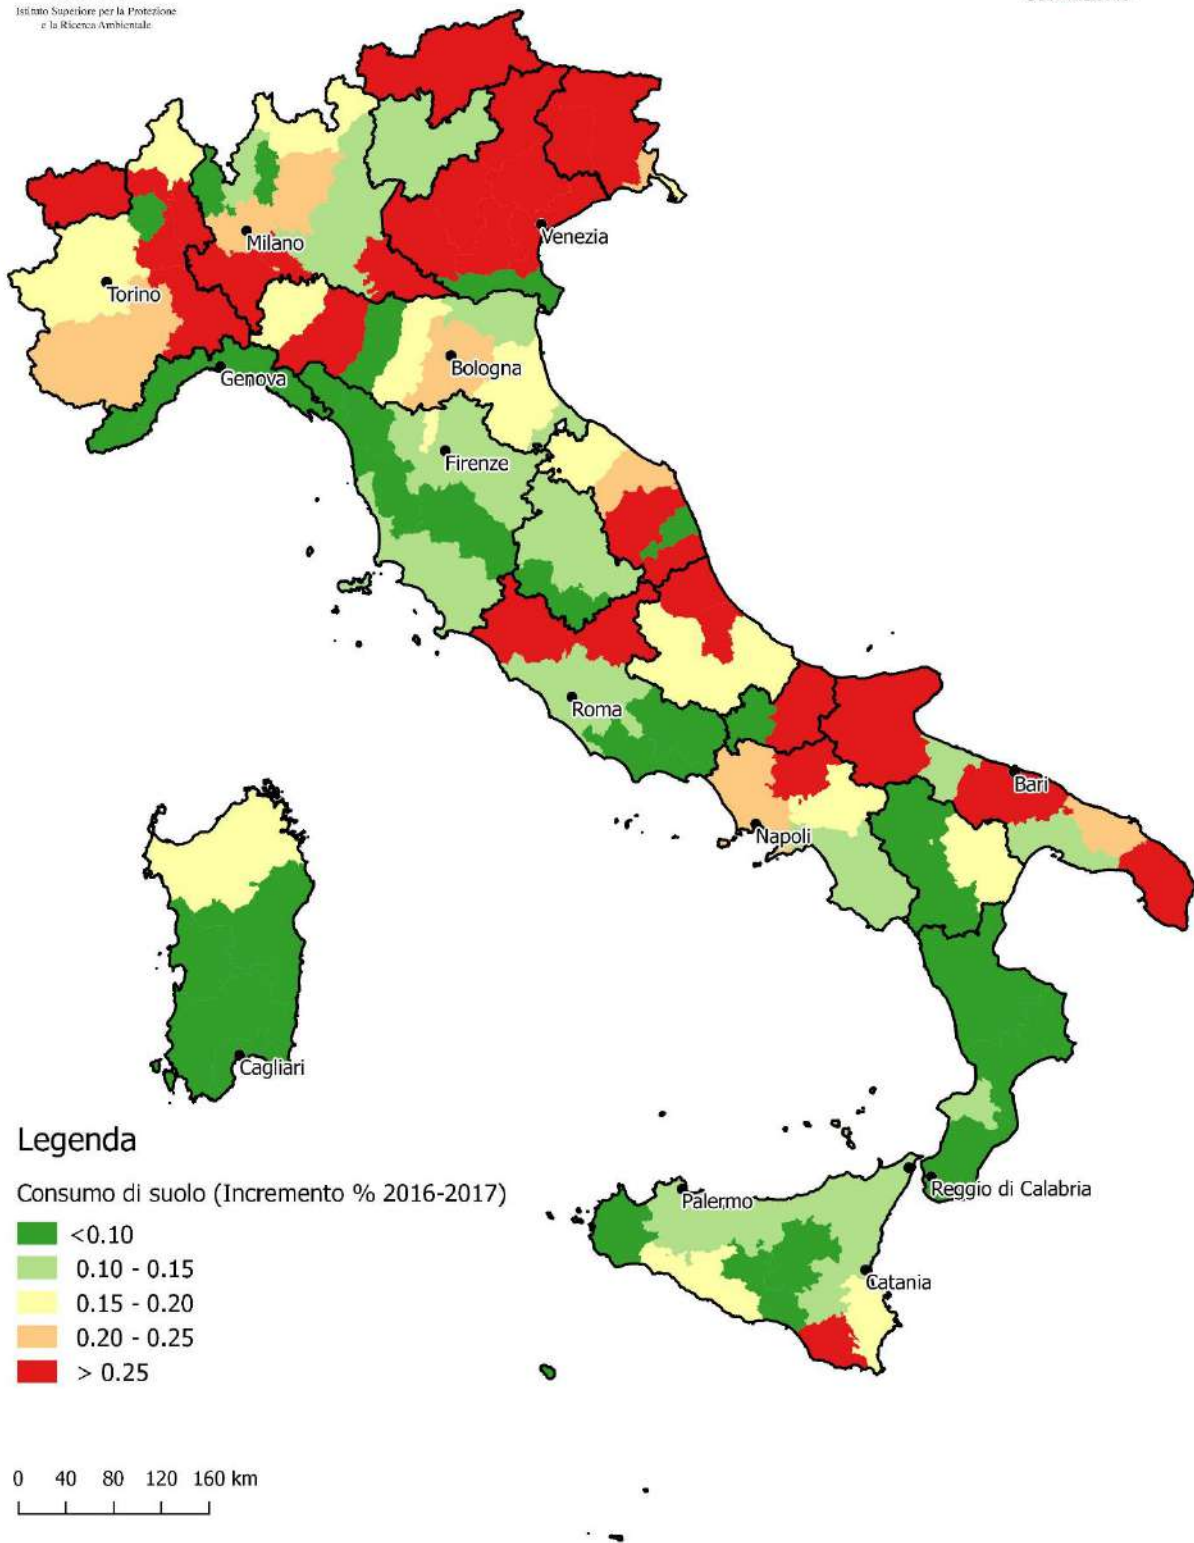 Istituto Superiore per la Protezione
e la Ricerca Ambientale
Venezia
Milano
Torino
Bologna
Genova
Firenze
Roma
Bari
Napoli
Cagliari
Legenda
Consumo di suolo (Incremento % 2016-2017)
Reggio di Calabria
Palermo
<0.10
0.10 - 0.15
Catania
0.15 - 0.20
0.20 - 0.25
> 0.25
0 40 80 120 160 km